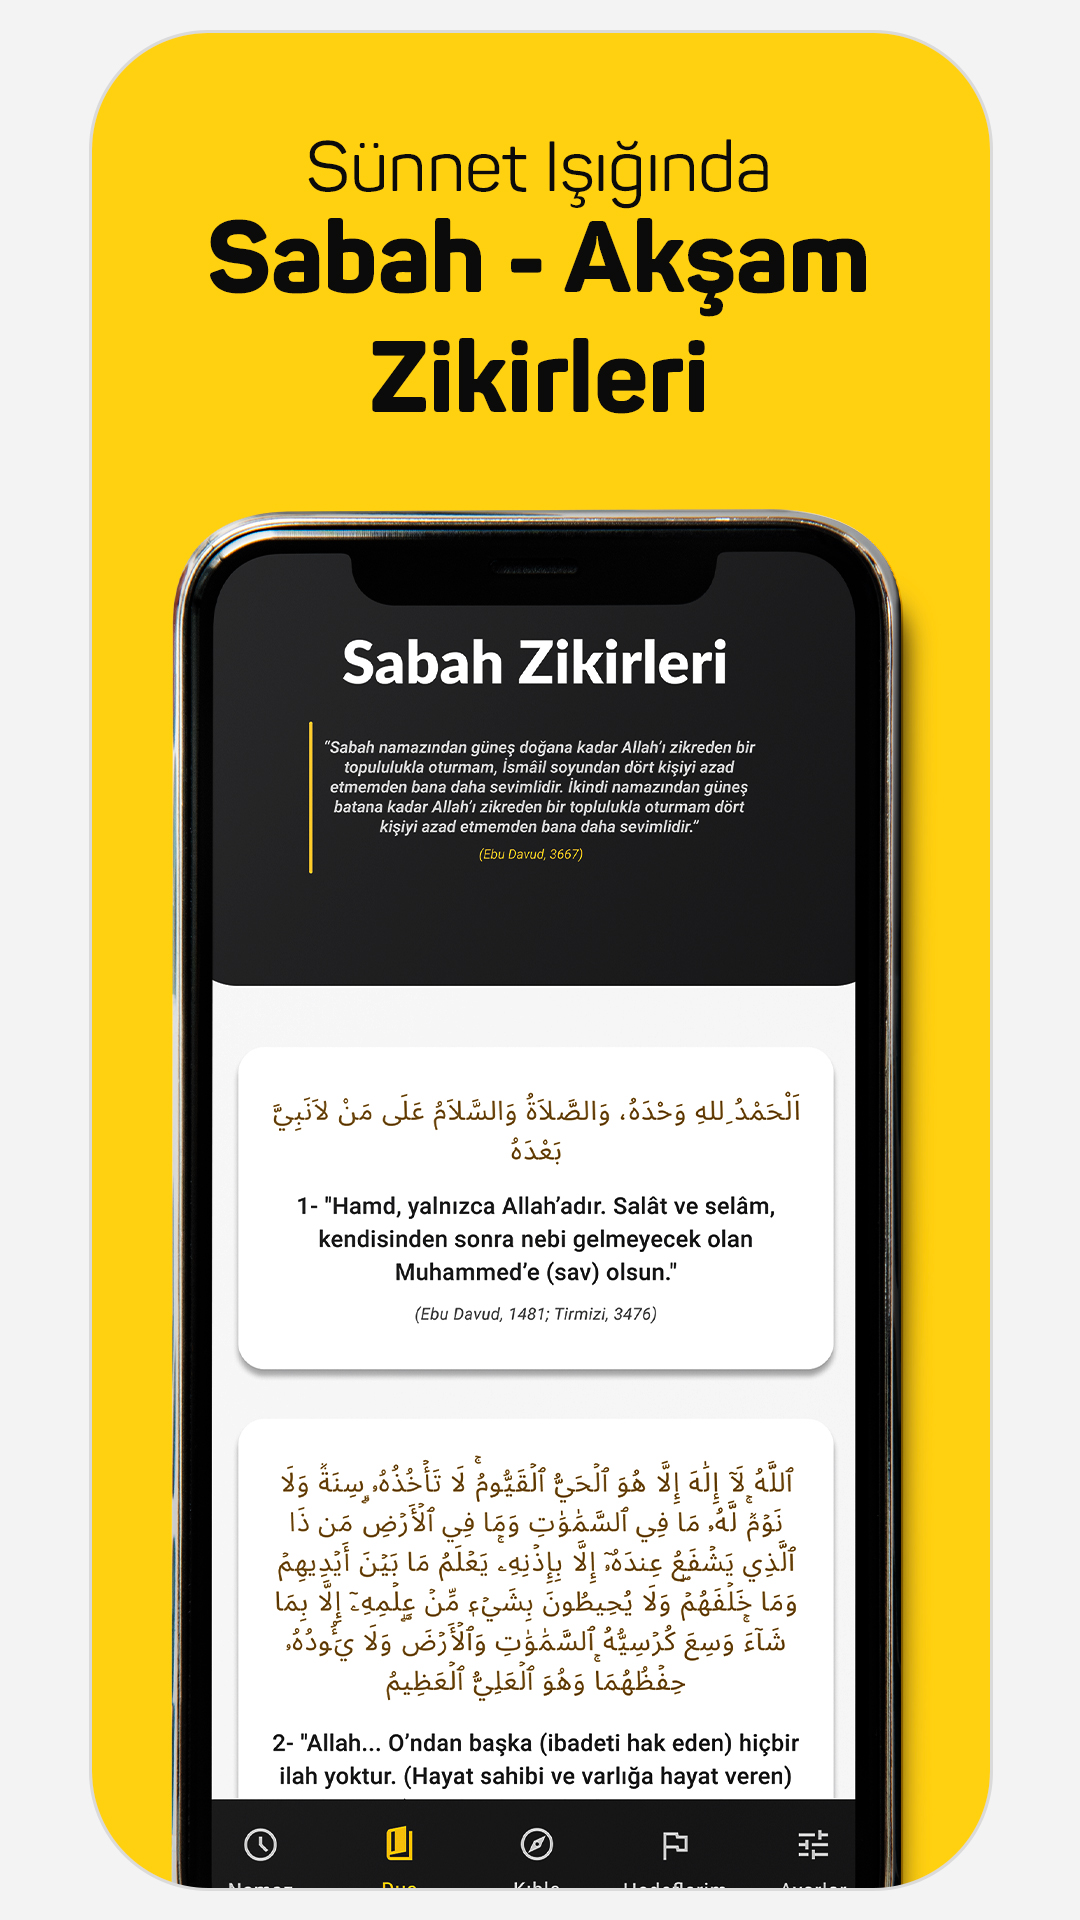 Sünnet Işığında
Sabah - Akşam
Zikirleri
Sabah Zikirleri
“Sabah namazından güneş doğana kadar Allah’ı zikreden bir
topululukla oturmam, İsmâil soyundan dört kişiyi azad
etmemden bana daha sevimlidir. İkindi namazından güneş
batana kadar Allah’ı zikreden bir toplulukla oturmam dört
kişiyi azad etmemden bana daha sevimlidir.”
(Ebu Davud, 3667)
اَلْحَمْدُ ِللهِ وَحْدَهُ، وَالصَّلاَةُ وَالسَّلاَمُ عَلَى مَنْ لاَنَبِيَّ
بَعْدَهُ
1- "Hamd, yalnızca Allah’adır. Salât ve selâm,
kendisinden sonra nebi gelmeyecek olan
Muhammed’e (sav) olsun."
(Ebu Davud, 1481; Tirmizi, 3476)
ٱللَّهُ لَآ إِلَٰهَ إِلَّا هُوَ ٱلۡحَيُّ ٱلۡقَيُّومُۚ لَا تَأۡخُذُهُۥ سِنَةٞ وَلَا
نَوۡمٞۚ لَّهُۥ مَا فِي ٱلسَّمَٰوَٰتِ وَمَا فِي ٱلۡأَرۡضِۗ مَن ذَا
ٱلَّذِي يَشۡفَعُ عِندَهُۥٓ إِلَّا بِإِذۡنِهِۦۚ يَعۡلَمُ مَا بَيۡنَ أَيۡدِيهِمۡ
وَمَا خَلۡفَهُمۡۖ وَلَا يُحِيطُونَ بِشَيۡءٖ مِّنۡ عِلۡمِهِۦٓ إِلَّا بِمَا
شَآءَۚ وَسِعَ كُرۡسِيُّهُ ٱلسَّمَٰوَٰتِ وَٱلۡأَرۡضَۖ وَلَا يَـُٔودُهُۥ
حِفۡظُهُمَاۚ وَهُوَ ٱلۡعَلِيُّ ٱلۡعَظِيمُ
2- "Allah... O’ndan başka (ibadeti hak eden) hiçbir
ilah yoktur. (Hayat sahibi ve varlığa hayat veren)
Namaz Dua Kıble Hedeflerim Ayarlar